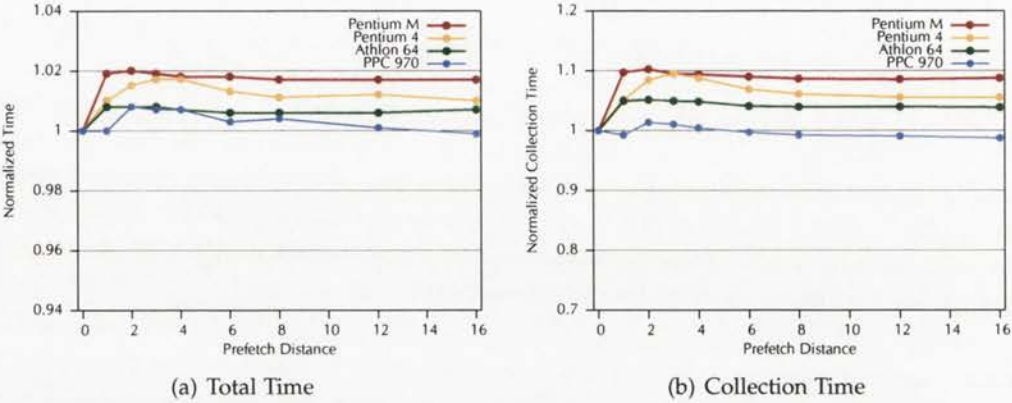 1.04
1.02
1
0.98
0.96
0.94
Normalized Time
Pentium M
Pentium 4
Athlon 64
PPC 970
0 2 4 6 8 10 12 14 16
Prefetch Distance
(a) Total Time
1.2
1.1
1
0.9
0.8
0.7
Normalized Collection Time
Pentium M
Pentium 4
Athlon 64
PPC 970
0 2 4 6 8 10 12 14 16
Prefetch Distance
(b) Collection Time